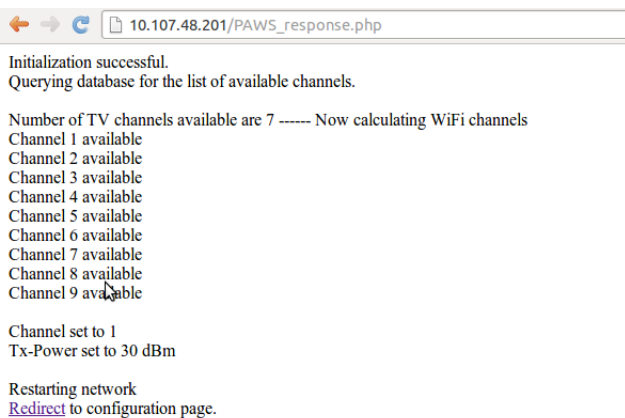 10.107.48.201/PAWS_response.php
Initialization successful.
Querying database for the list of available channels.
Number of TV channels available are 7 ------ Now calculating WiFi channels
Channel 1 available
Channel 2 available
Channel 3 available
Channel 4 available
Channel 5 available
Channel 6 available
Channel 7 available
Channel 8 available
Channel 9 available
Channel set to 1
Tx-Power set to 30 dBm
Restarting network
Redirect to configuration page.